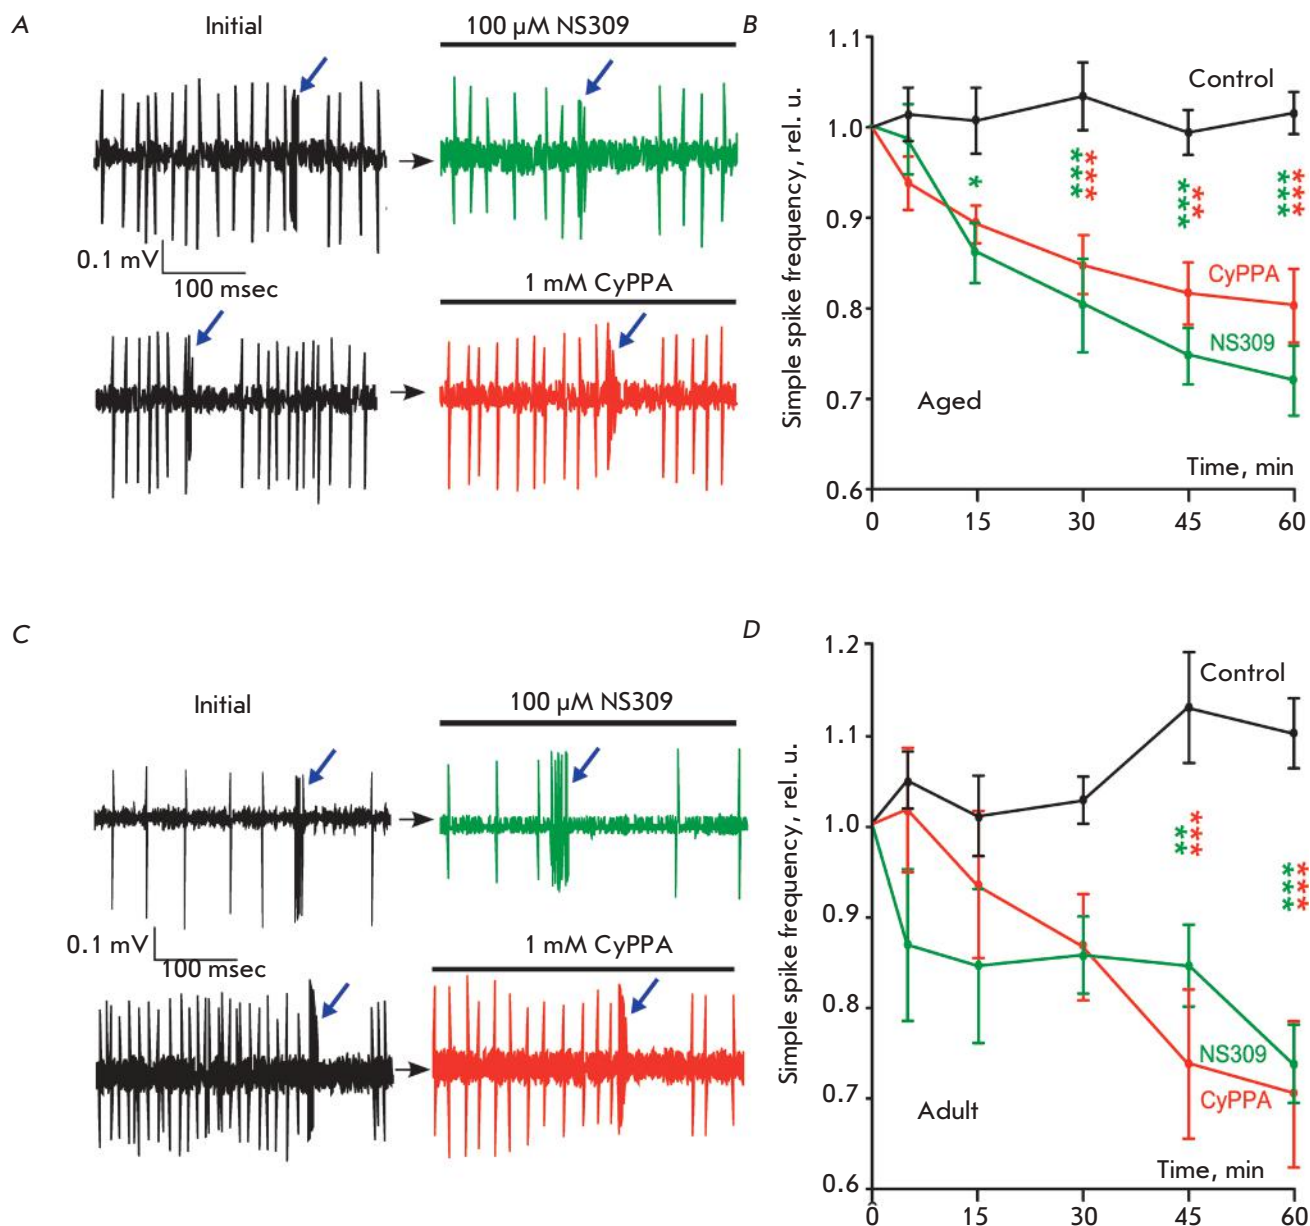 A
Initial
100 µM NS309
0.1 mV
100 msec
1 mM CyPPA
B
1.1
1.0
0.9
0.8
0.7
0.6
Simple spike frequency, rel. u.
Control
*
***
***
***
**
***
***
CyPPA
NS309
Aged
Time, min
0 15 30 45 60
C
Initial
100 µM NS309
0.1 mV
100 msec
1 mM CyPPA
D
1.2
1.1
1.0
0.9
0.8
0.7
0.6
Simple spike frequency, rel. u.
Control
**
***
***
***
NS309
CyPPA
Adult
Time, min
0 15 30 45 60